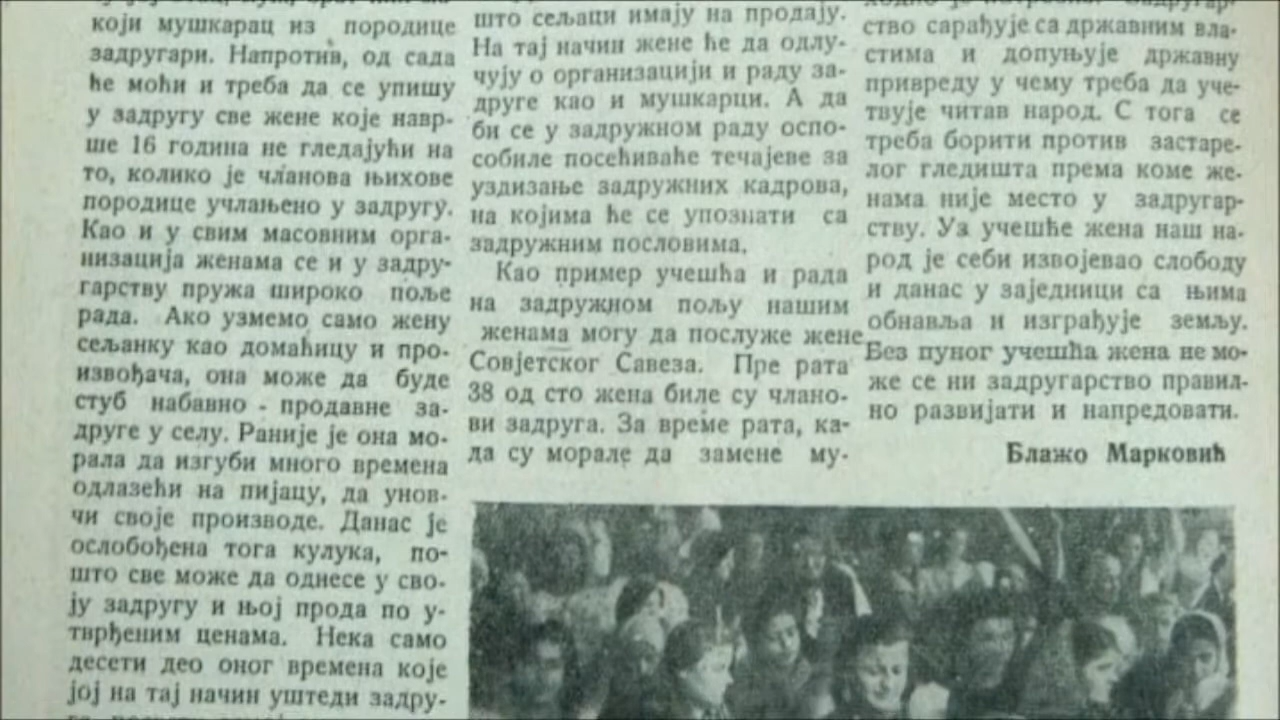 који мушкарац из породице
задругари. Напротив, од сада
ће моћи и треба да се упишу
у задругу све жене које навр-
ше 16 година не гледајући на
то, колико је чланова њихове
породице учлањено у задругу.
Као и у свим масовним орга-
низација женама се и у задру-
гарству пружа широко поље
рада. Ако узмемо само жену
сељанку као домаћицу и про-
извођача, она може да буде
стуб набавно - продавне за-
друге у селу. Раније је она мо-
рала да изгуби много времена
одлазећи на пијацу, да унов-
чи своје производе. Данас је
ослобођена тога кулука, по-
што све може да однесе у сво-
ју задругу и њој прода по у-
тврђеним ценама. Нека само
десети део оног времена које
јој на тај начин уштеди задру-
што сељаци имају на продају.
На тај начин жене ће да одлу-
чују о организацији и раду за-
друге као и мушкарци. А да
би се у задружном раду оспо-
собиле посећиваће течајеве за
уздизање задружних кадрова,
на којима ће се упознати са
задружним пословима.
Као пример учешћа и рада
на задружном пољу нашим
женама могу да послуже жене
Совјетског Савеза. Пре рата
38 од сто жена биле су члано-
ви задруга. За време рата, ка-
да су морале да замене му-
ство сарађује са државним вла-
стима и допуњује државну
привреду у чему треба да уче-
твује читав народ. С тога се
треба борити против застаре-
лог гледишта према коме же-
нама није место у задругар-
ству. Уз учешће жена наш на-
род је себи извојевао слободу
и данас у заједници са њима
обнавља и изграђује земљу.
Без пуног учешћа жена не мо-
же се ни задругарство правил-
но развијати и напредовати.
Блажо Марковић